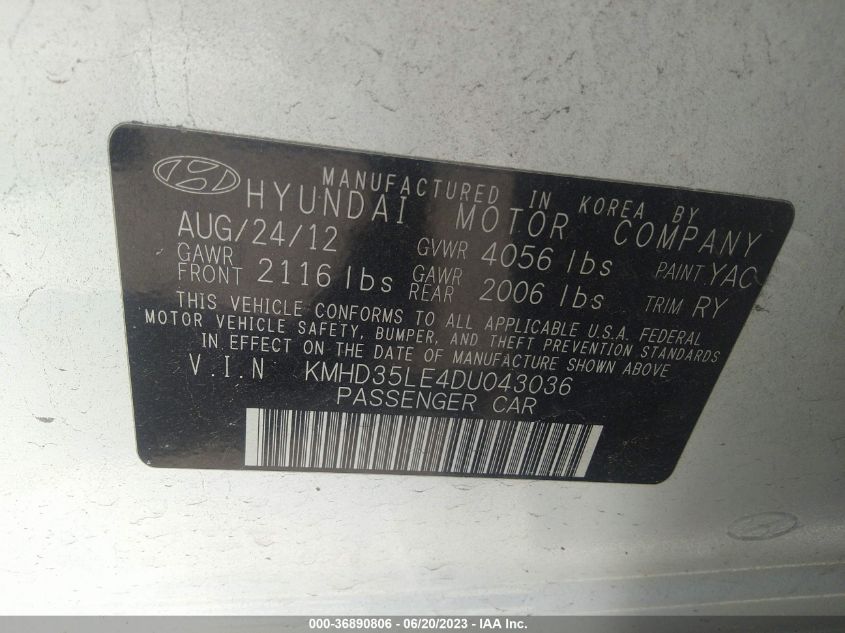 MANUFACTURED IN KOREA BY
HYUNDAI MOTOR COMPANY
AUG/24/12 GVWR 4056 lbs PAINT YAC
GAWR FRONT 2116 lbs GAWR REAR 2006 lbs TRIM RY
THIS VEHICLE CONFORMS TO ALL APPLICABLE U.S.A. FEDERAL
MOTOR VEHICLE SAFETY, BUMPER, AND THEFT PREVENTION STANDARDS
IN EFFECT ON THE DATE OF MANUFACTURE SHOWN ABOVE
V.I.N KMHD35LE4DU043036
PASSENGER CAR
000-36890806 - 06/20/2023 - IAA Inc.